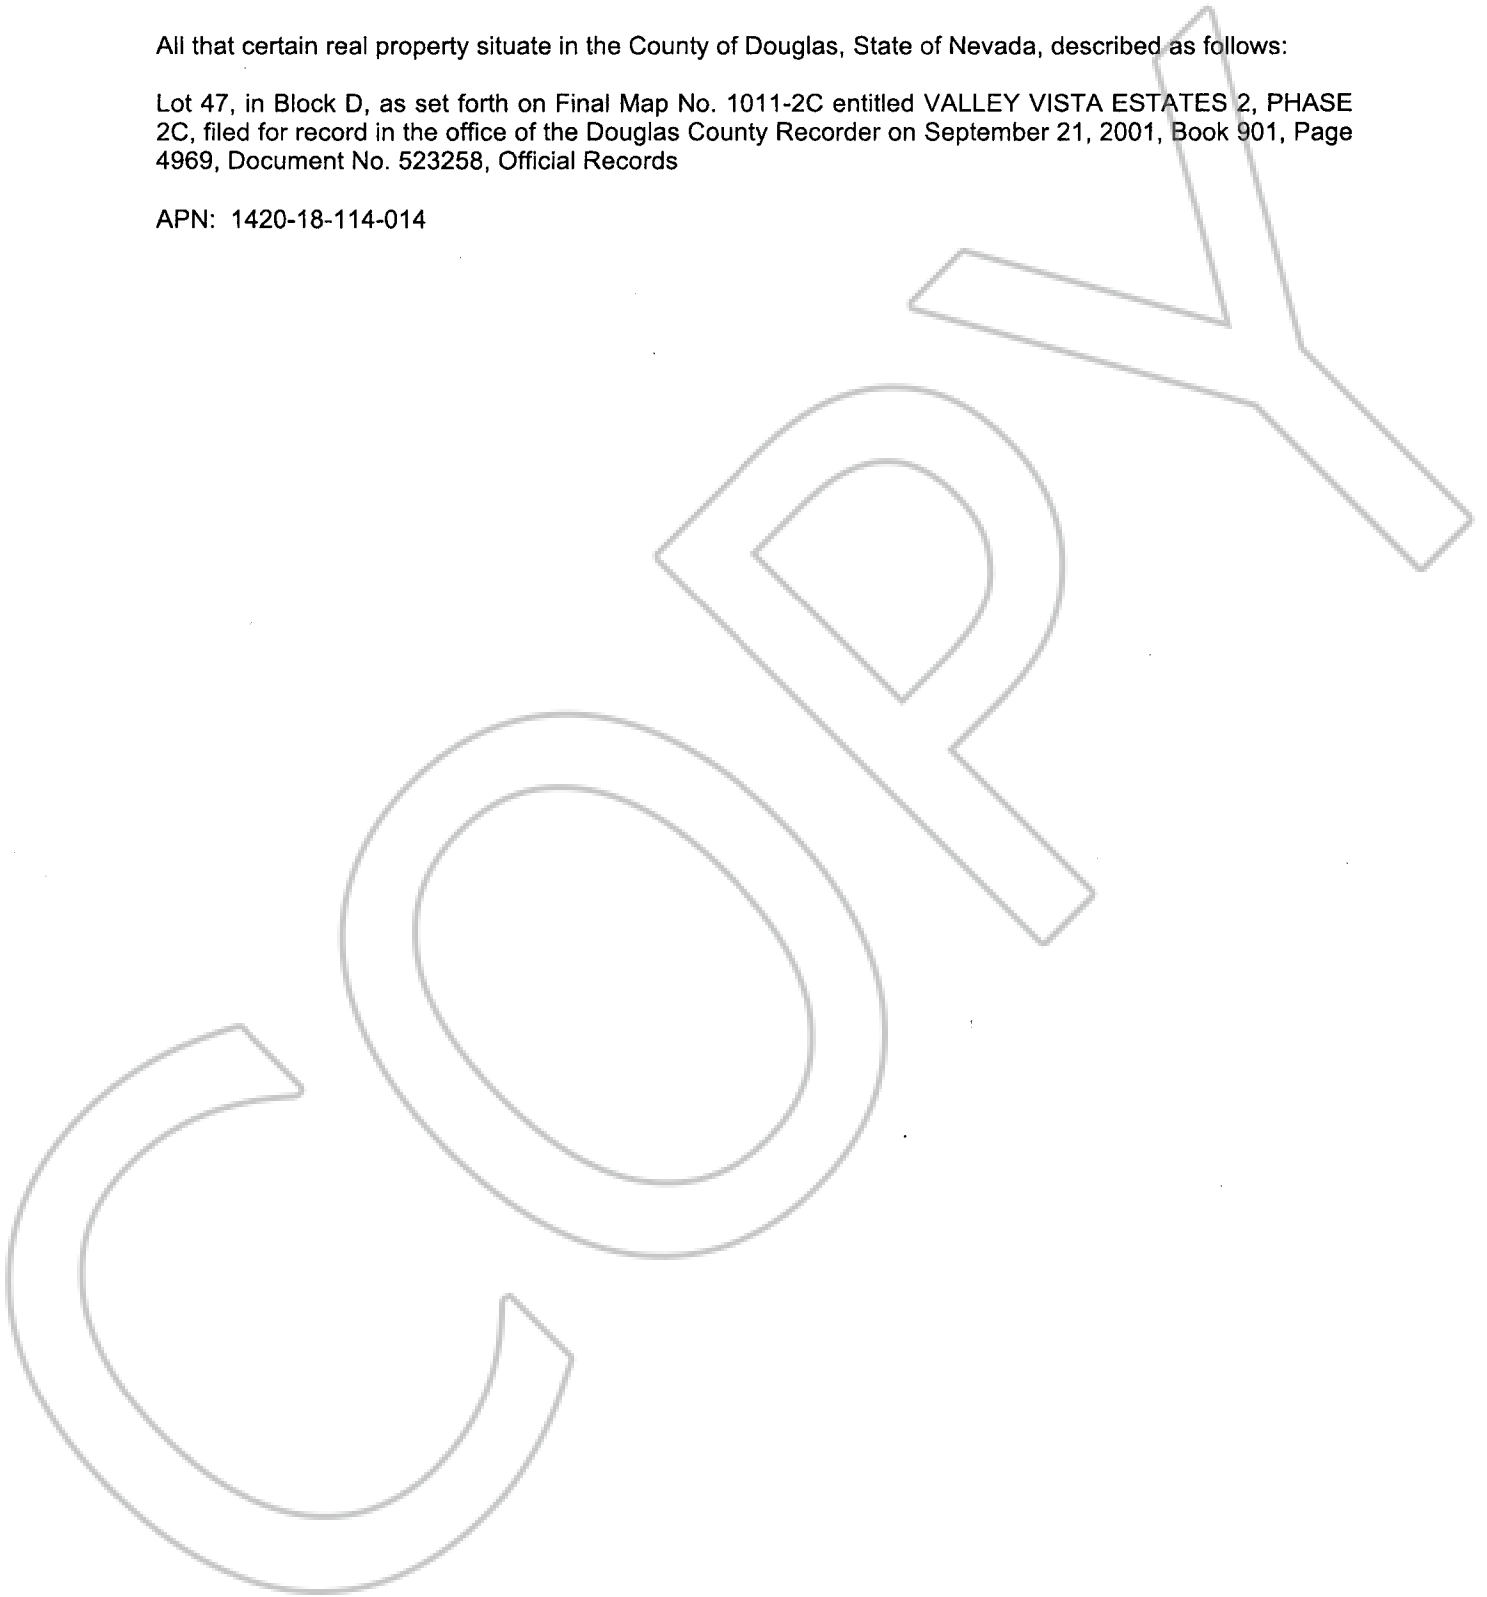 All that certain real property situate in the County of Douglas, State of Nevada, described as follows:
Lot 47, in Block D, as set forth on Final Map No. 1011-2C entitled VALLEY VISTA ESTATES 2, PHASE
2C, filed for record in the office of the Douglas County Recorder on September 21, 2001, Book 901, Page
4969, Document No. 523258, Official Records
APN: 1420-18-114-014
COPY